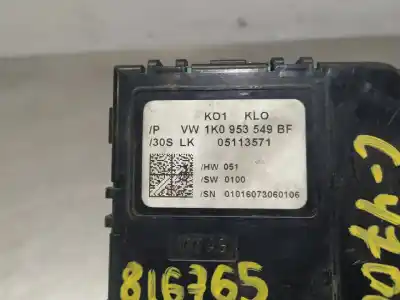 KO1 KLO
/P VW 1K0 953 549 BF
/30S LK 05113571
/HW 051
/SW 0100
/SN 01016073060106
816765